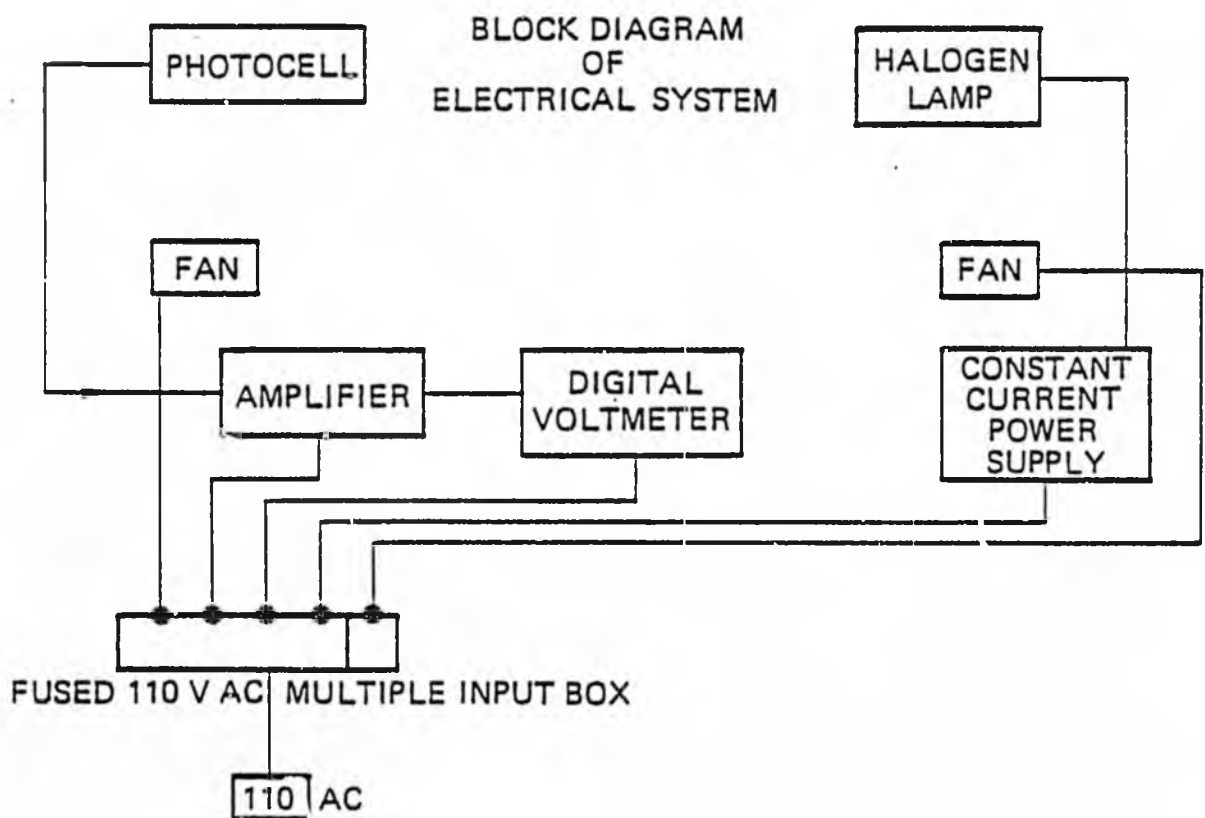 BLOCK DIAGRAM
OF
ELECTRICAL SYSTEM
PHOTOCELL
HALOGEN
LAMP
FAN
FAN
AMPLIFIER
DIGITAL
VOLTMETER
CONSTANT
CURRENT
POWER
SUPPLY
FUSED 110 V AC MULTIPLE INPUT BOX
110 AC